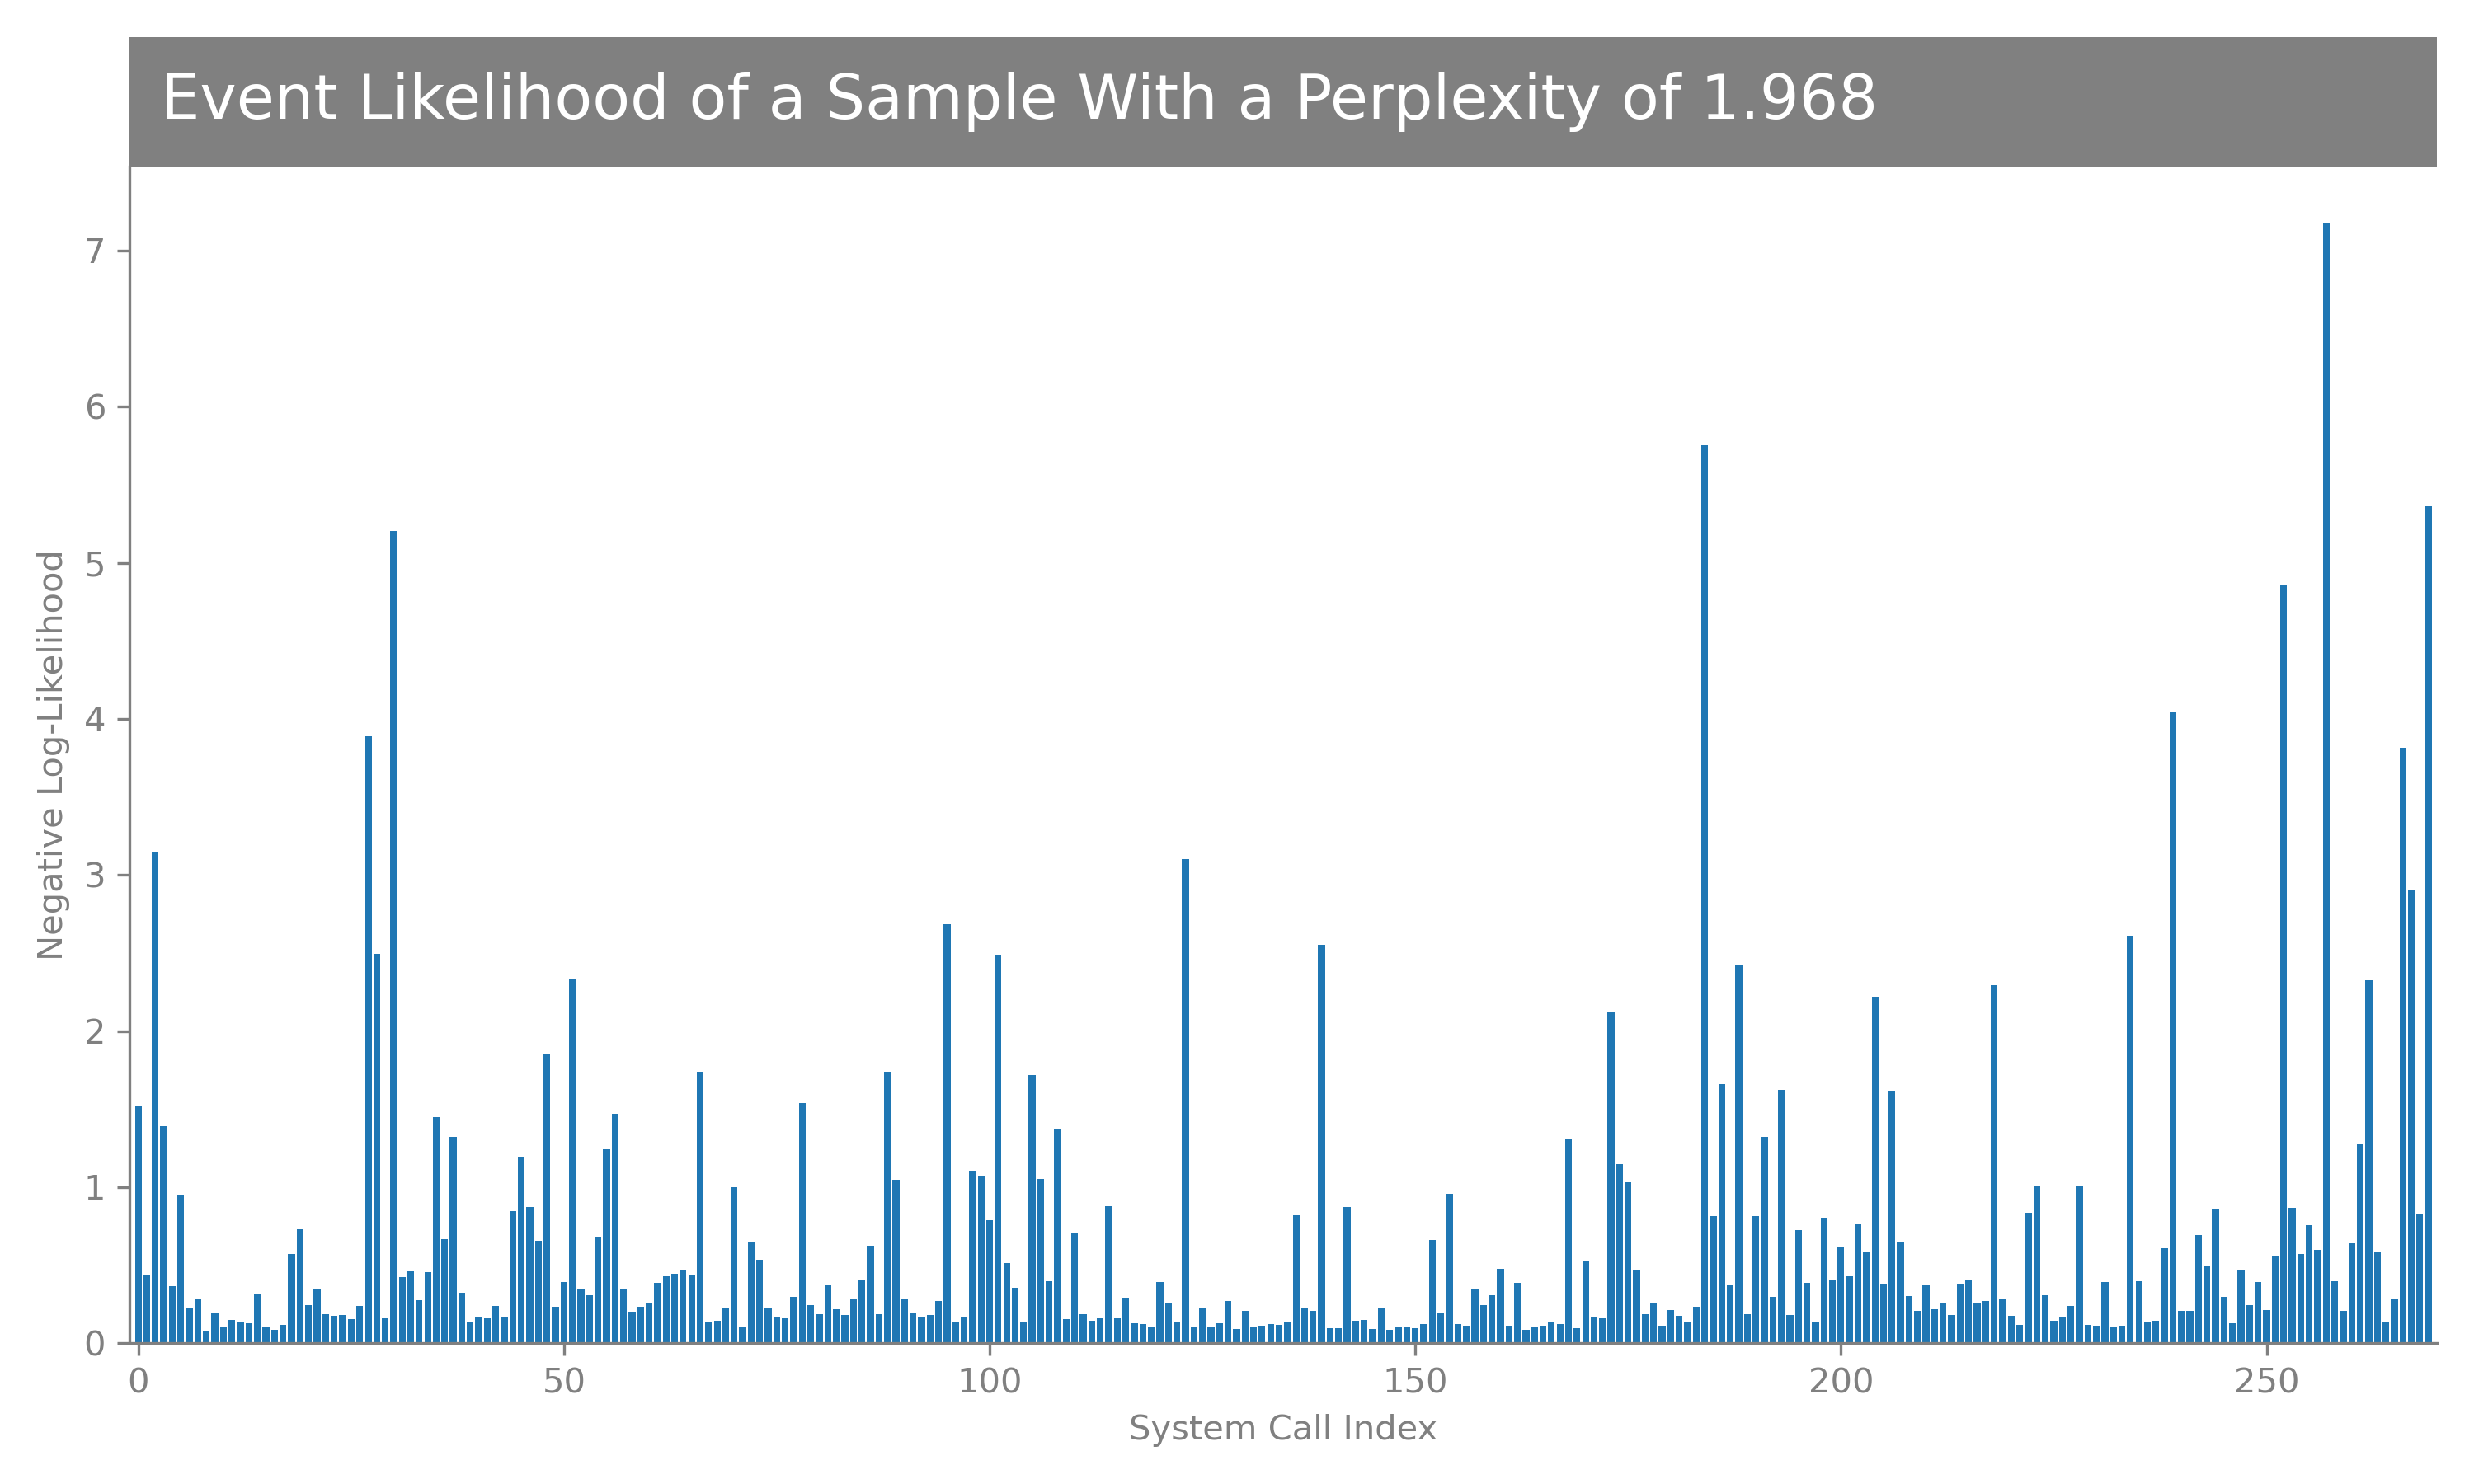 Event Likelihood of a Sample With a Perplexity of 1.968
7
6
5
4
3
2
1
0
Negative Log-Likelihood
0 50 100 150 200 250
System Call Index